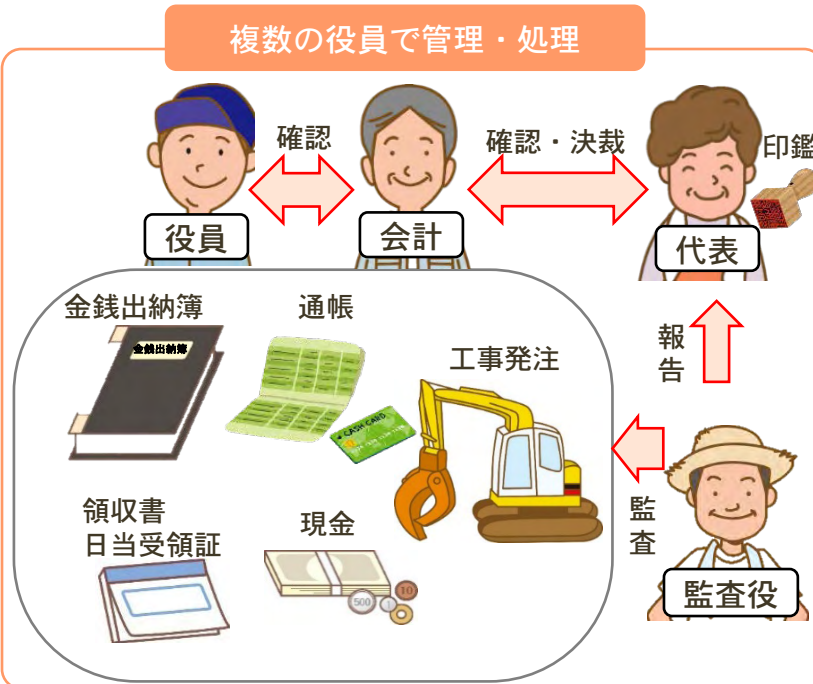 複数の役員で管理・処理
確認
確認・決裁
印鑑
役員
会計
代表
金銭出納簿
通帳
金銭出納簿
工事発注
CASH CARD
報告
領収書
日当受領証
現金
500
1
10
監査
監査役